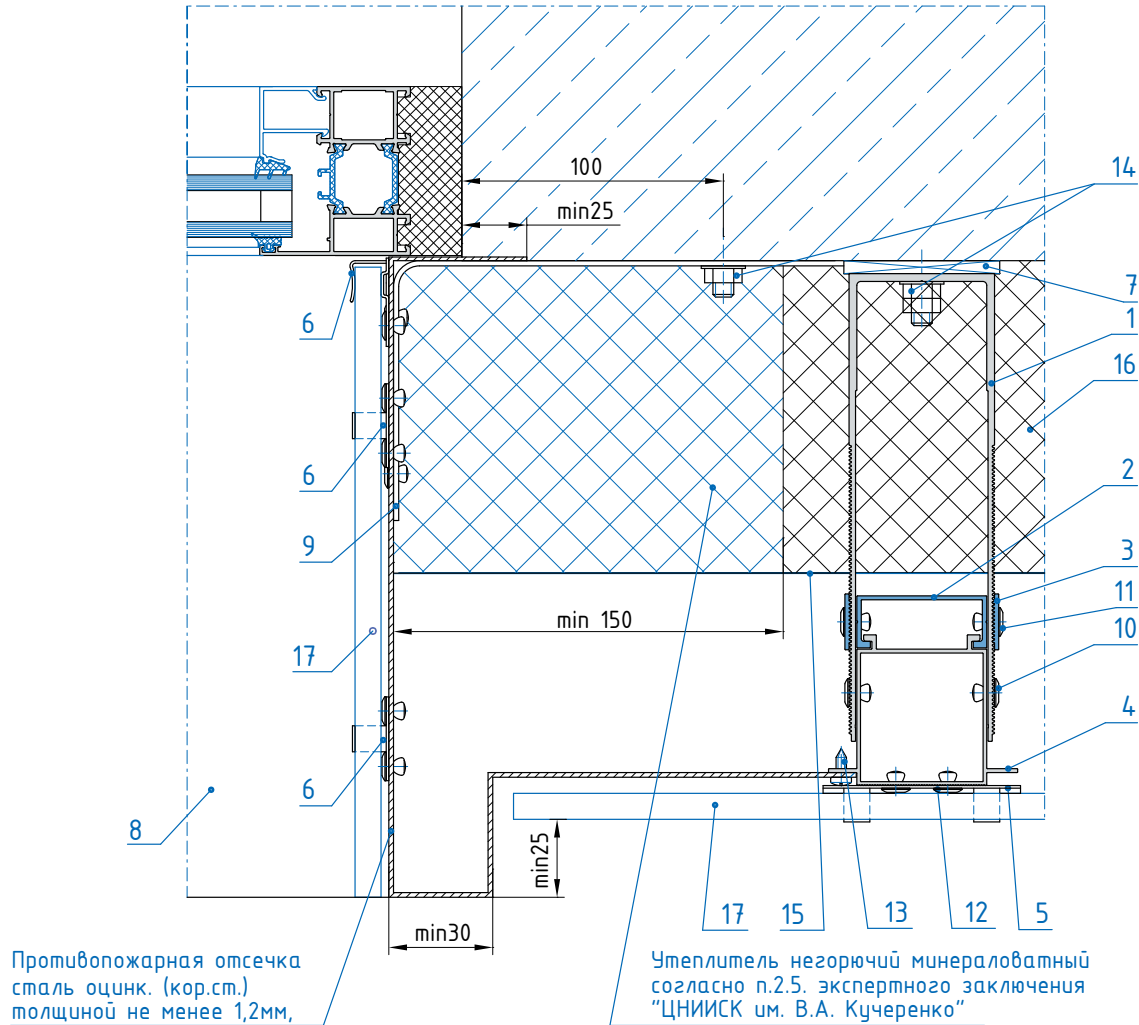 100
14
min25
7
6
1
16
6
2
9
3
11
min 150
17
10
4
6
8
min25
17
15
13
12
5
min30
Противопожарная отсечка
сталь оцинк. (кор.ст.)
толщиной не менее 1,2мм,
Утеплитель негорючий минераловатный
согласно п.2.5. экспертного заключения
"ЦНИИСК им. В.А. Кучеренко"